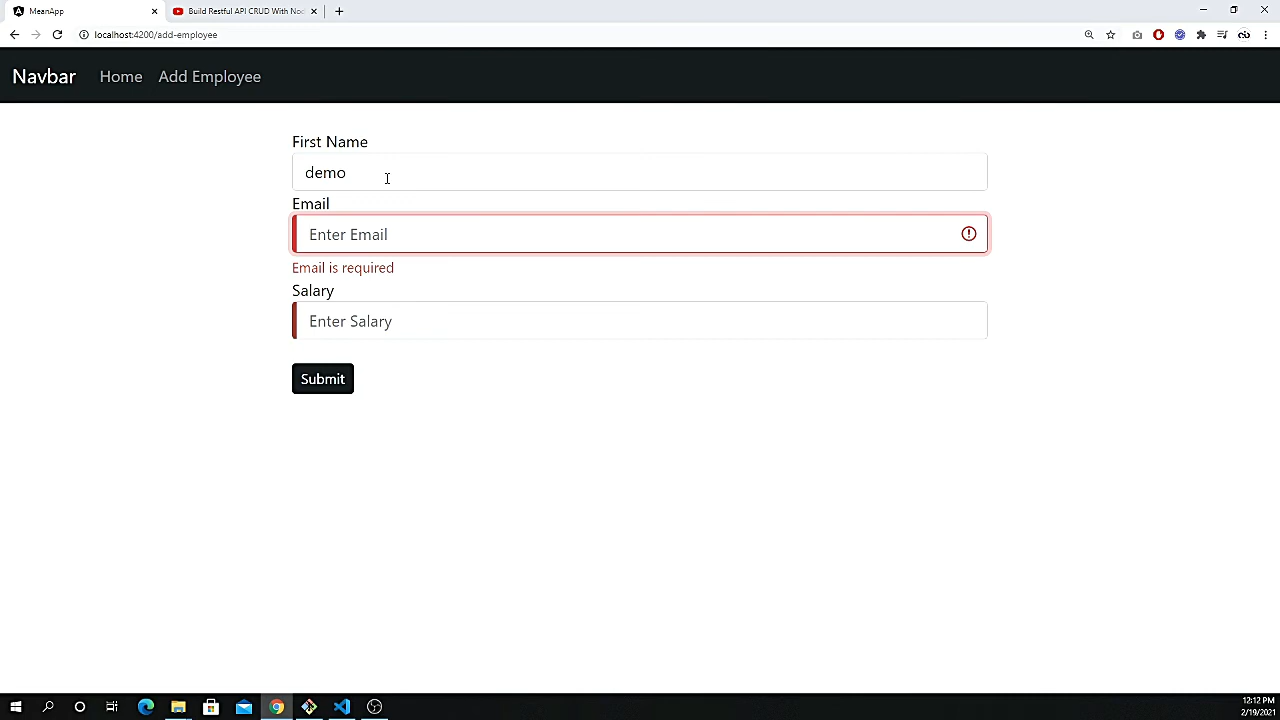 MeanApp
Build Restful API CRUD With Nod
localhost:4200/add-employee
Navbar Home Add Employee
First Name
demo
Email
Enter Email
Email is required
Salary
Enter Salary
Submit
12:12 PM
2/19/2021